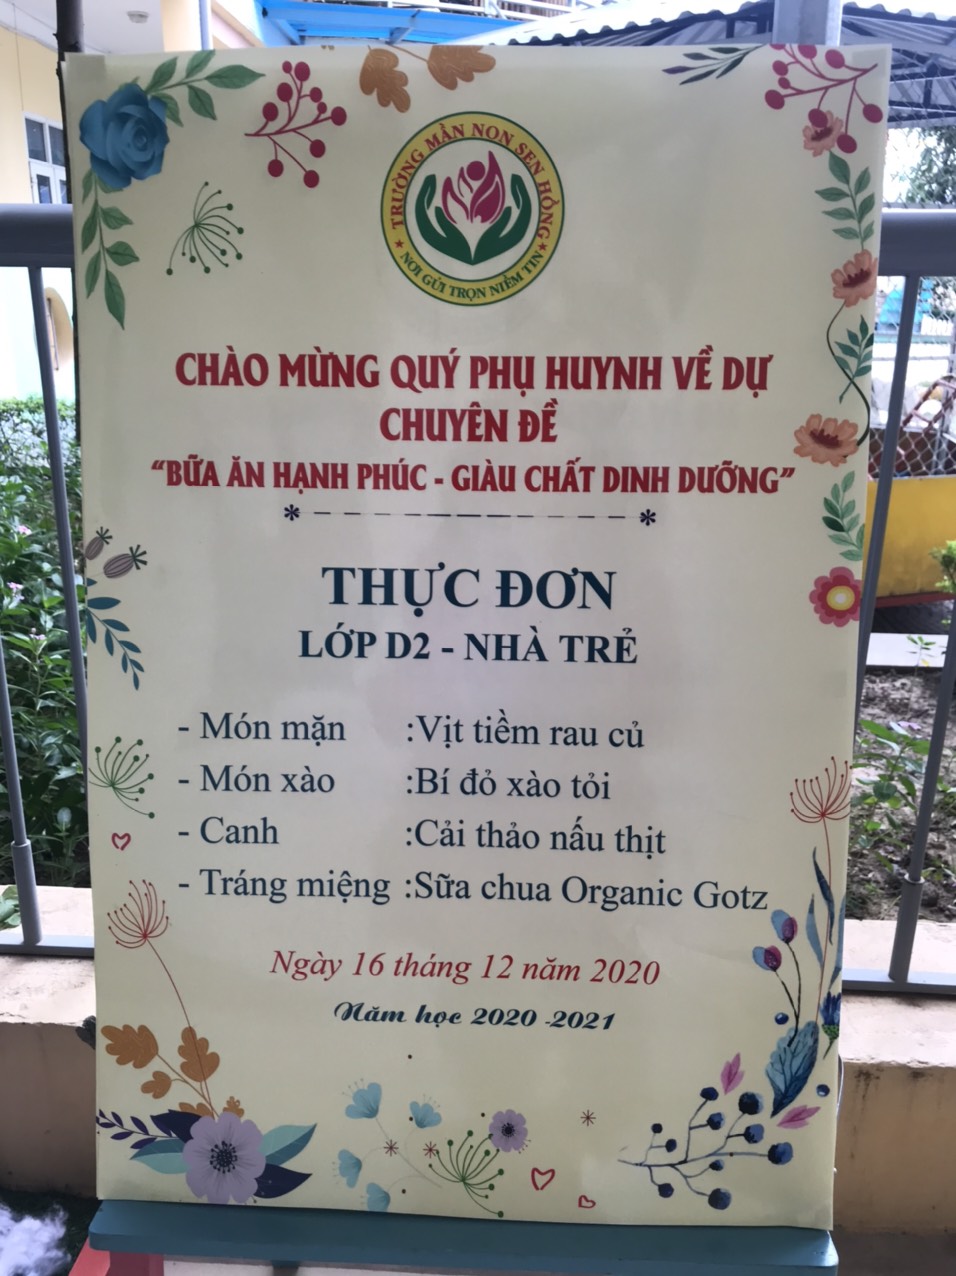 TRƯỜNG MẦN NON SEN HỒNG
NƠI GỬI TRỌN NIỀM TIN
CHÀO MỪNG QUÝ PHỤ HUYNH VỀ DỰ
CHUYÊN ĐỀ
“BỮA ĂN HẠNH PHÚC - GIÀU CHẤT DINH DƯỠNG”
THỰC ĐƠN
LỚP D2 - NHÀ TRẺ
- Món mặn :Vịt tiềm rau củ
- Món xào :Bí đỏ xào tỏi
- Canh :Cải thảo nấu thịt
- Tráng miệng :Sữa chua Organic Gotz
Ngày 16 tháng 12 năm 2020
Năm học 2020 -2021